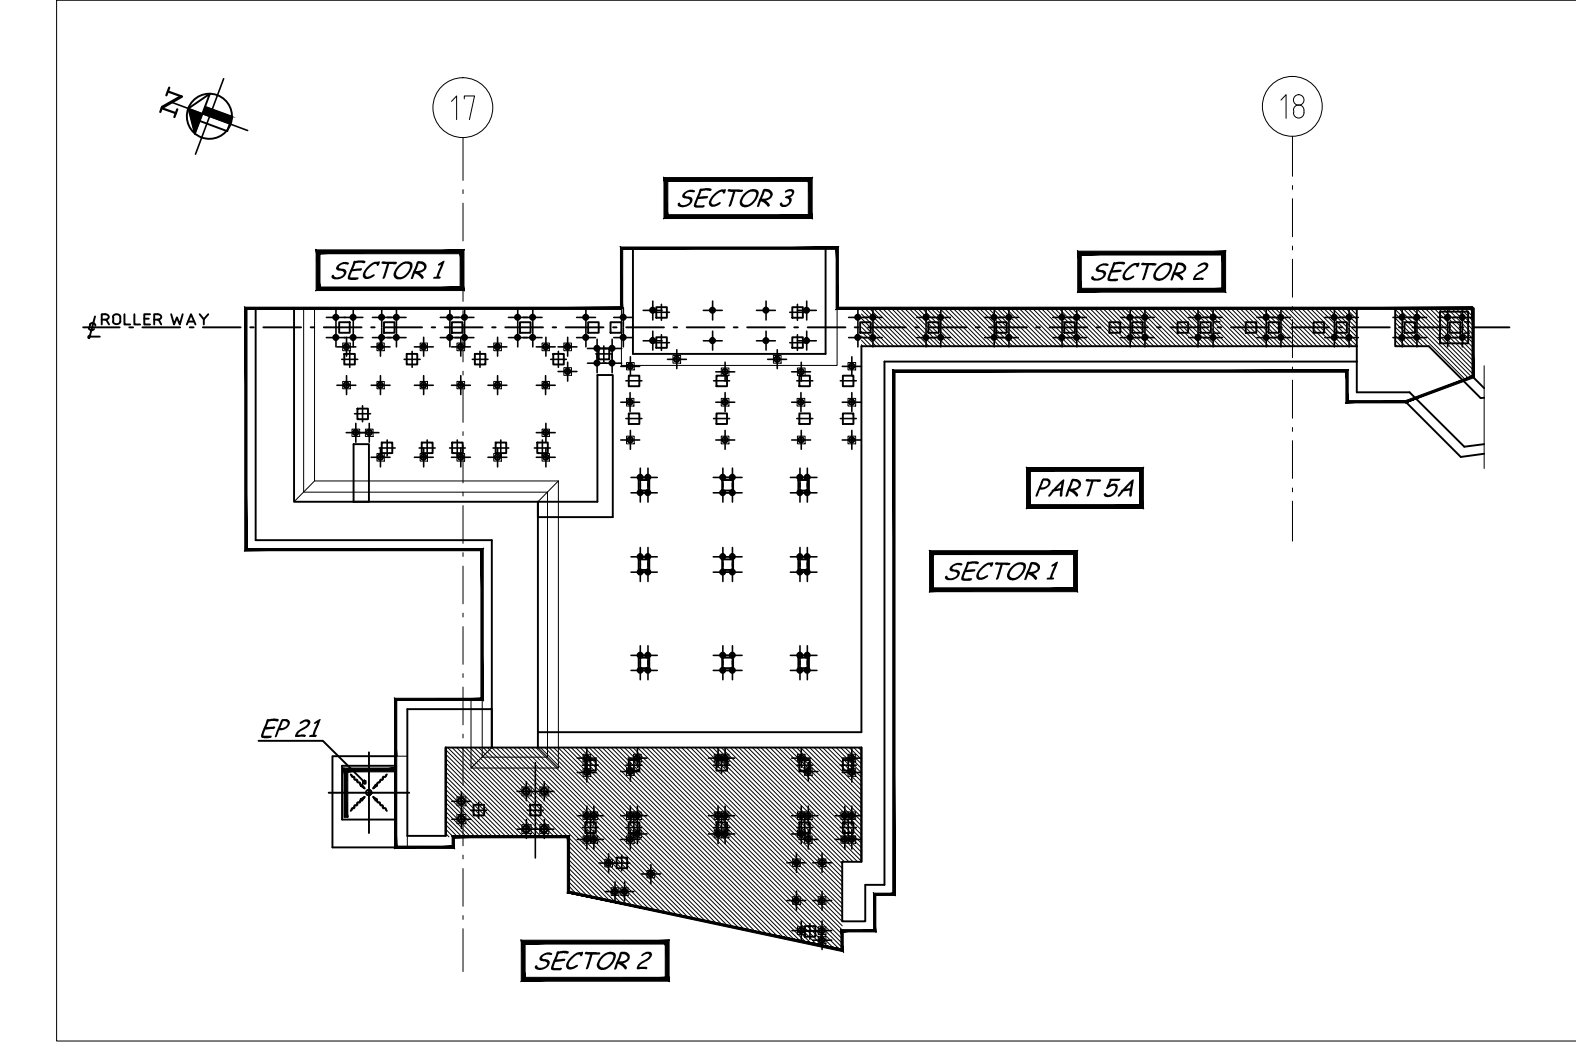 N
17
18
SECTOR 3
SECTOR 1
SECTOR 2
ROLLER WAY
PART 5A
SECTOR 1
EP 21
SECTOR 2